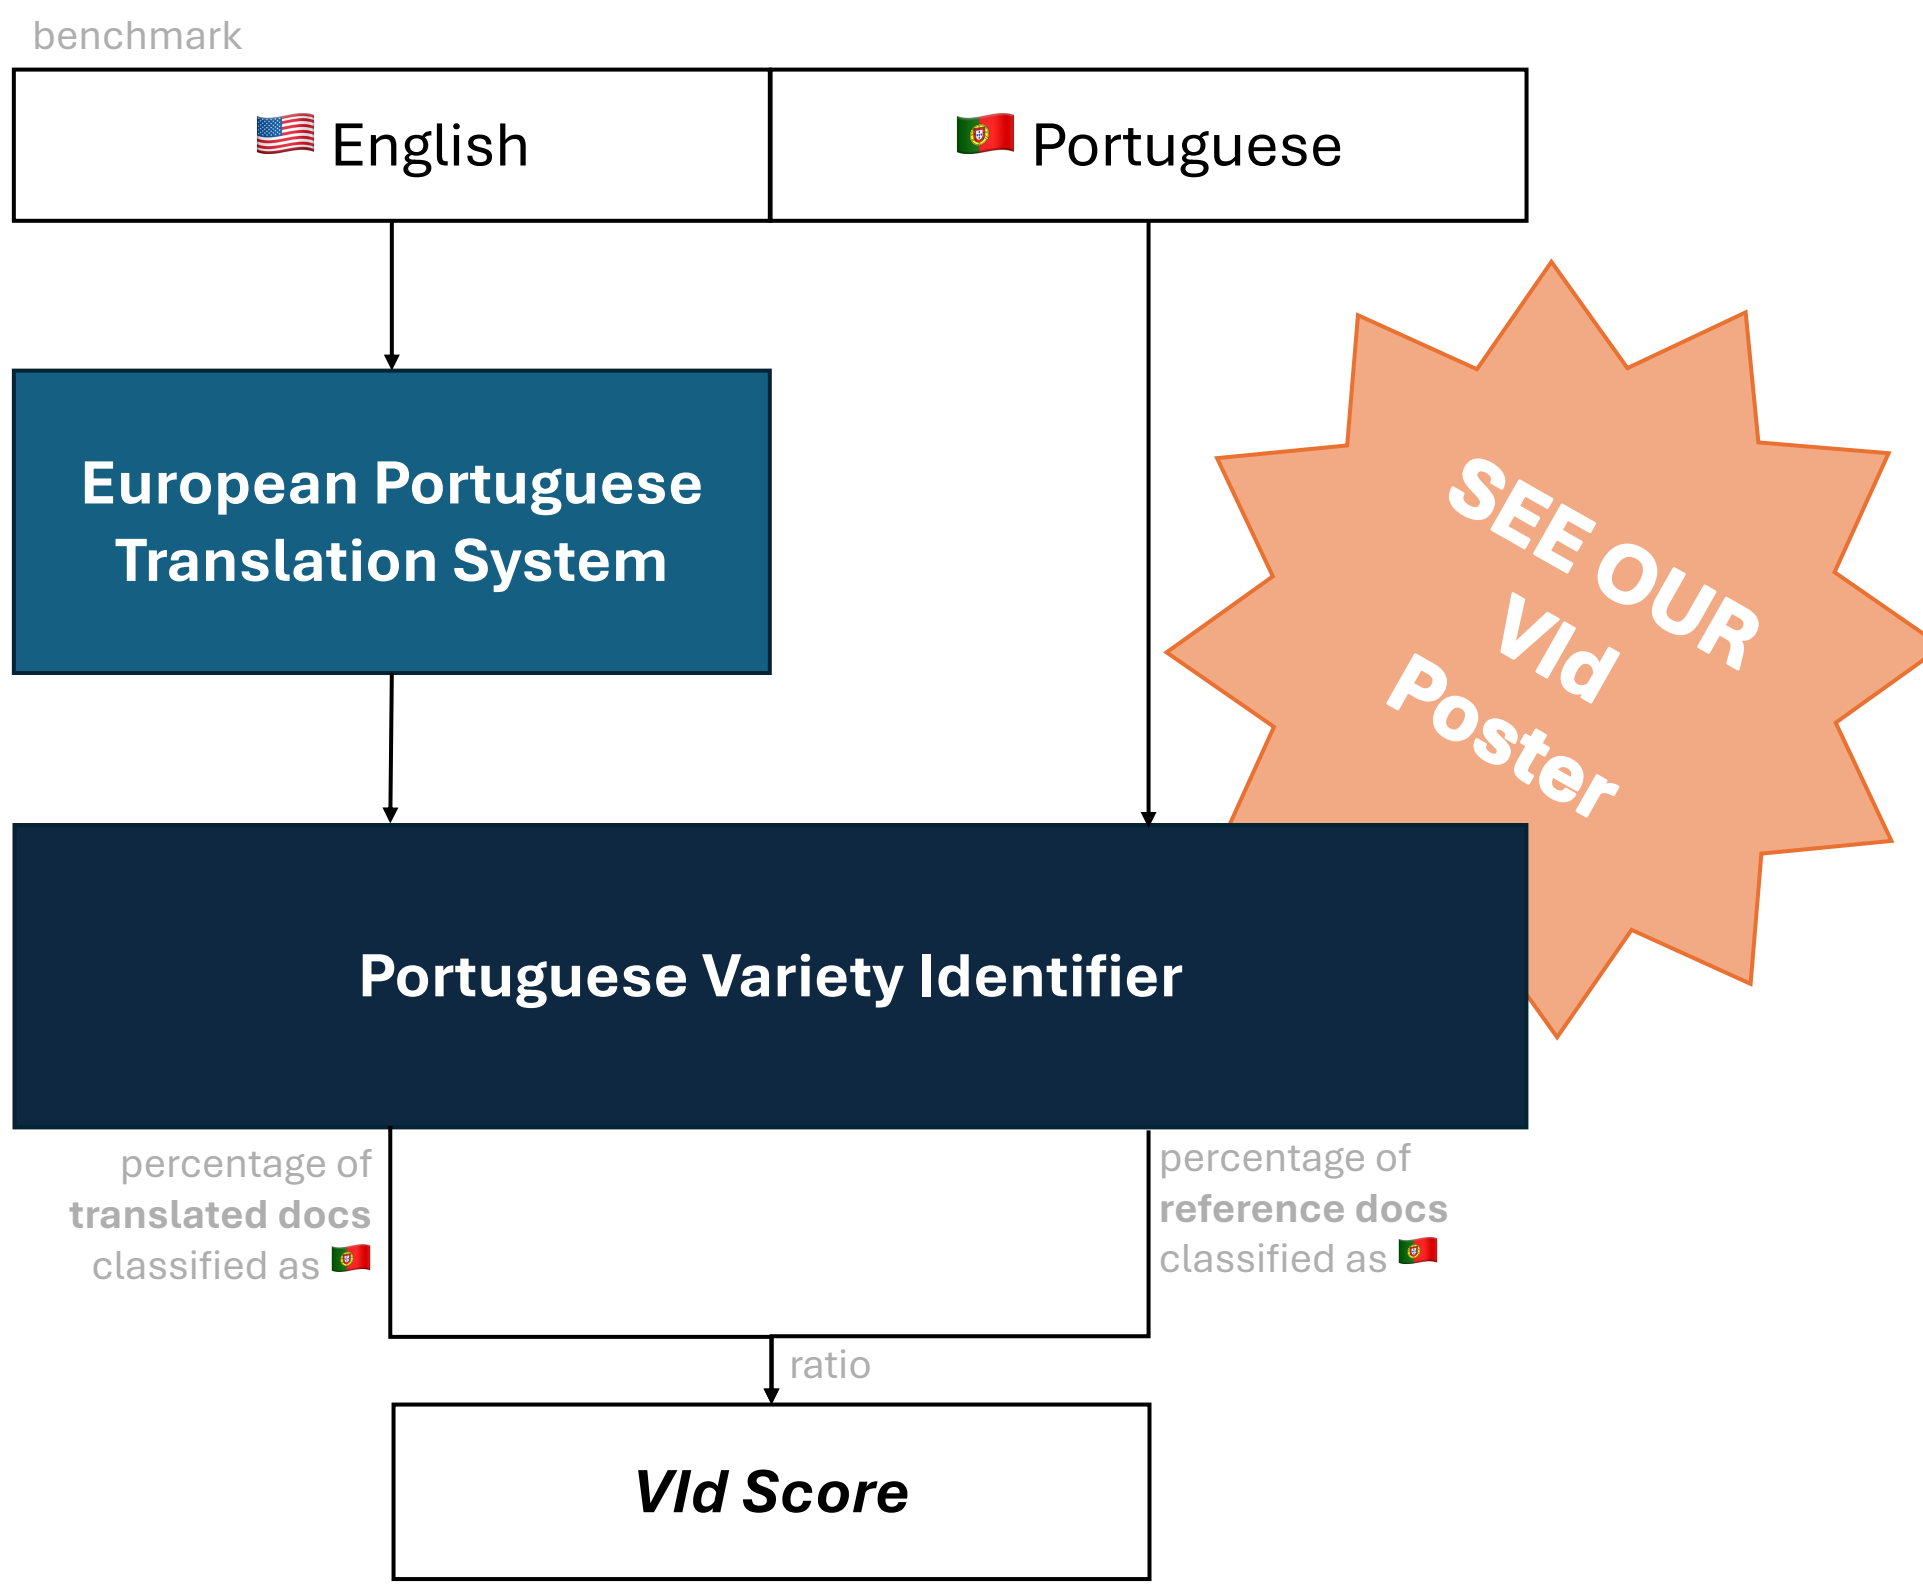 benchmark
🇺🇸 English
🇵🇹 Portuguese
European Portuguese
Translation System
SEE OUR
VId
Poster
Portuguese Variety Identifier
percentage of
translated docs
classified as 🇵🇹
percentage of
reference docs
classified as 🇵🇹
ratio
VId Score